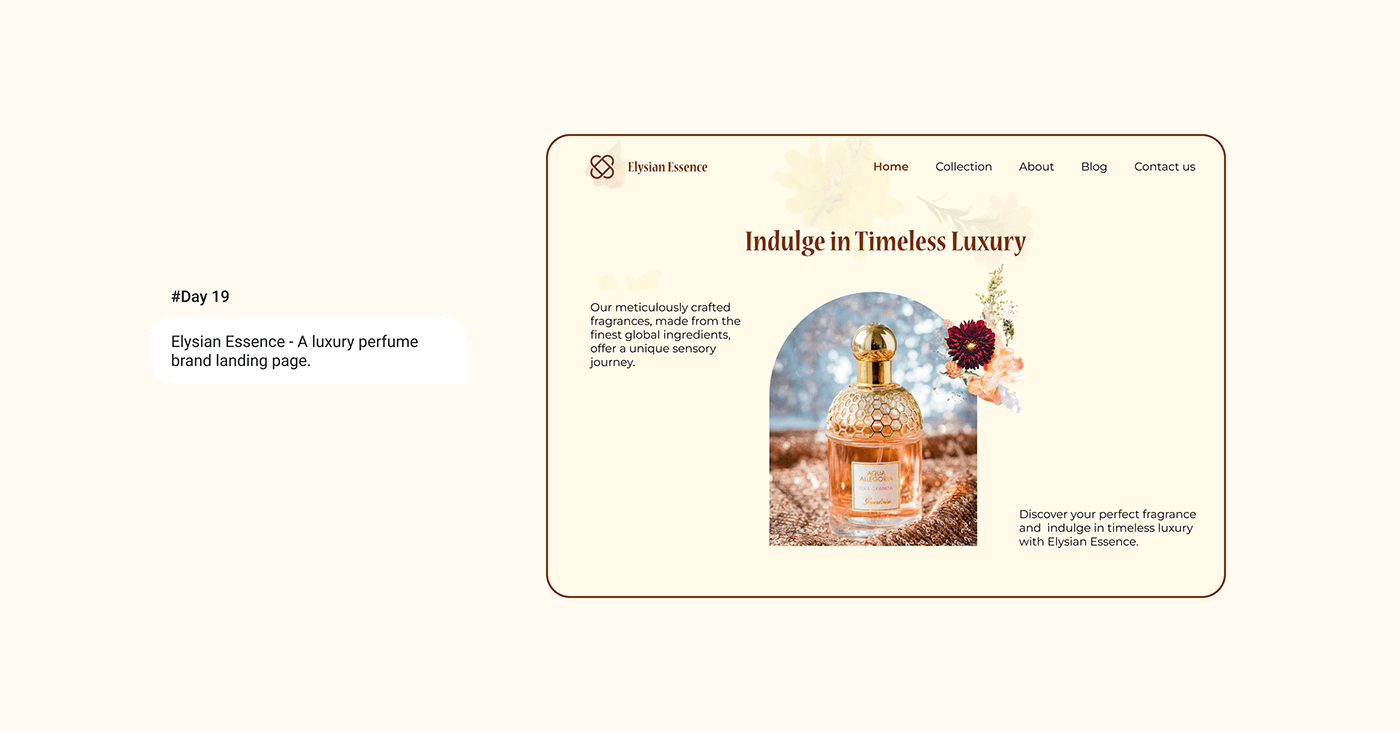 #Day 19
Elysian Essence - A luxury perfume
brand landing page.
Elysian Essence
Home
Collection
About
Blog
Contact us
Indulge in Timeless Luxury
Our meticulously crafted
fragrances, made from the
finest global ingredients,
offer a unique sensory
journey.
AQUA
ALLEGORIA
Discover your perfect fragrance
and  indulge in timeless luxury
with Elysian Essence.